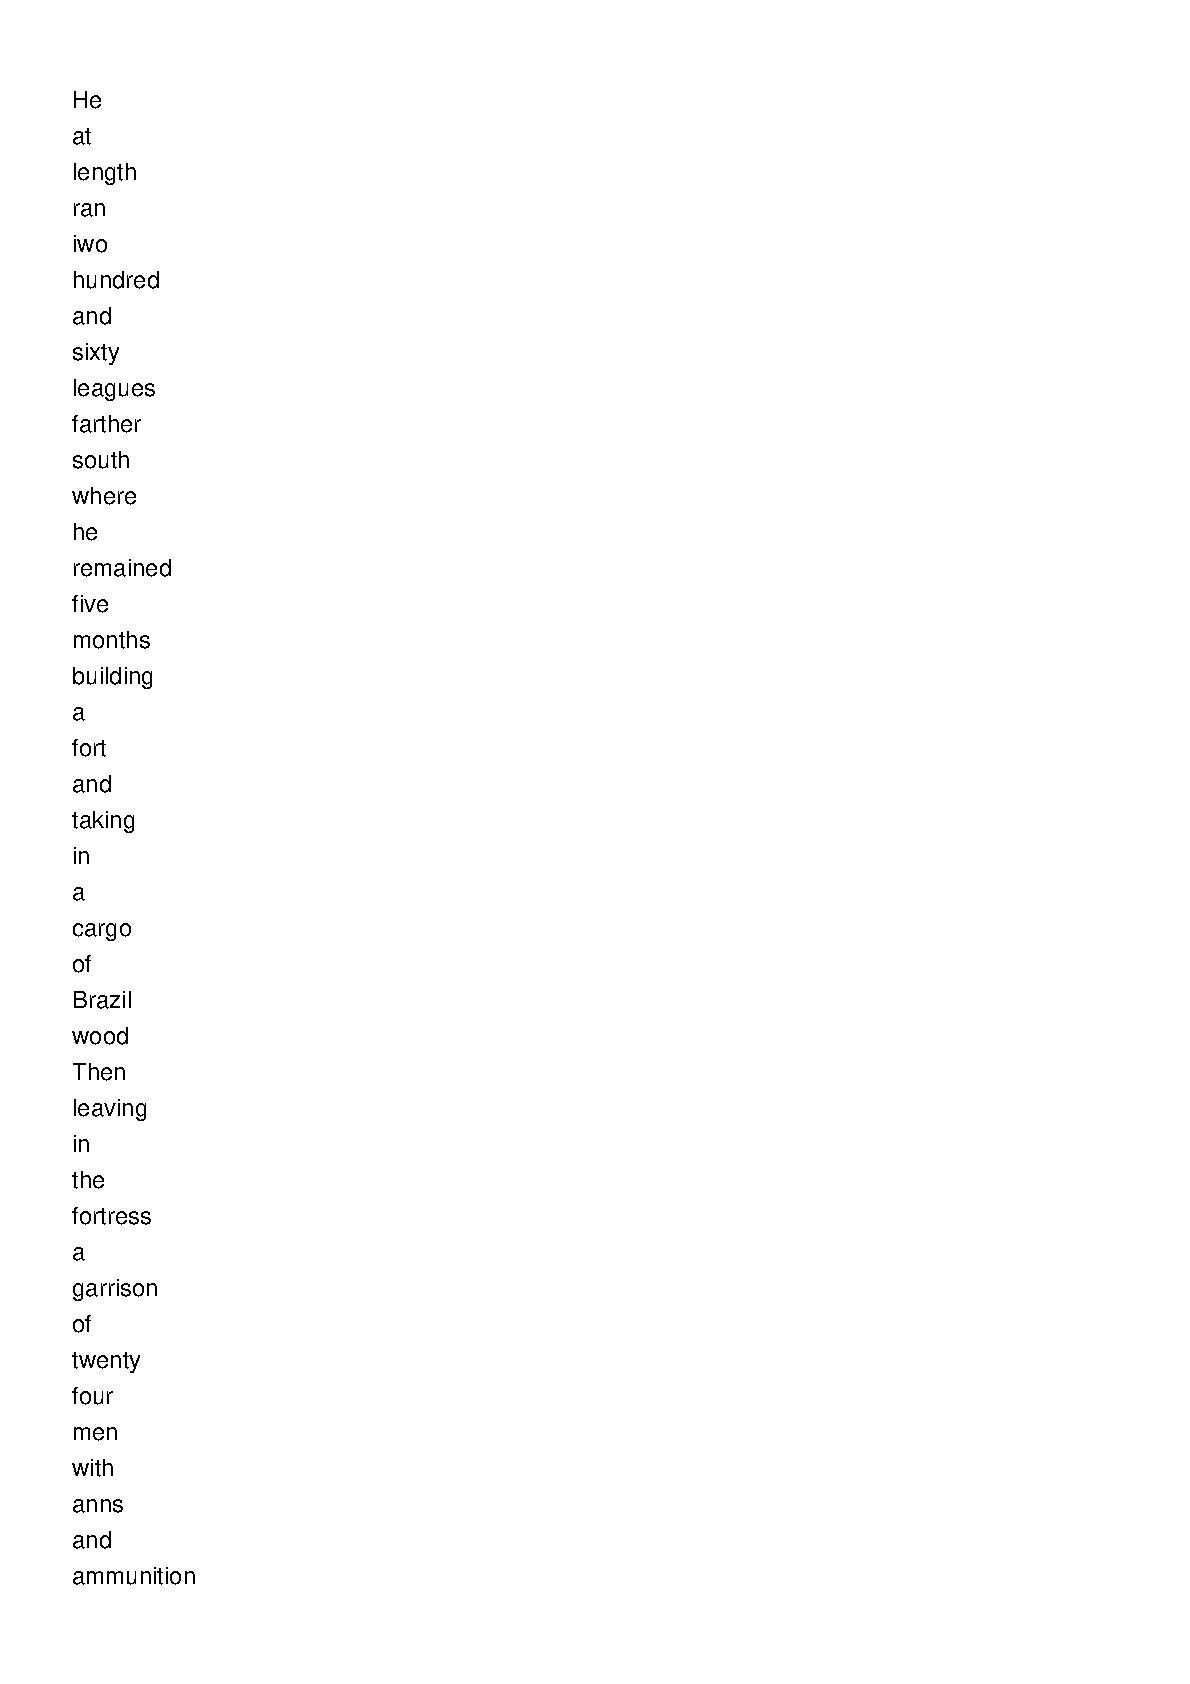 He
at
length
ran
iwo
hundred
and
sixty
leagues
farther
south
where
he
remained
five
months
building
a
fort
and
taking
in
a
cargo
of
Brazil
wood
Then
leaving
in
the
fortress
a
garrison
of
twenty
four
men
with
anns
and
ammunition